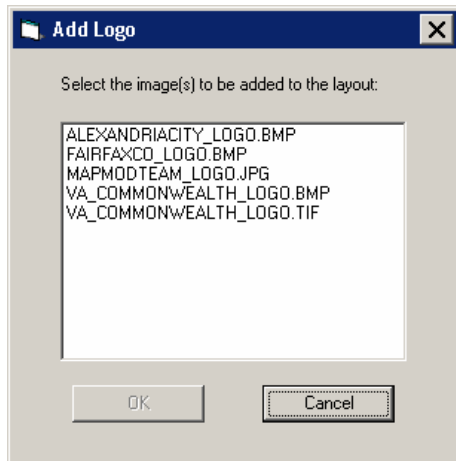 Add Logo
Select the image(s) to be added to the layout:
ALEXANDRIACITY_LOGO.BMP
FAIRFAXCO_LOGO.BMP
MAPMODTEAM_LOGO.JPG
VA_COMMONWEALTH_LOGO.BMP
VA_COMMONWEALTH_LOGO.TIF
OK
Cancel